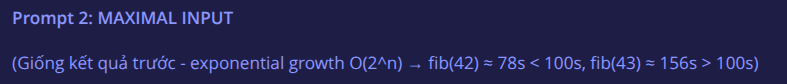 Prompt 2: MAXIMAL INPUT
(Giống kết quả trước - exponential growth O(2^n) → fib(42) ≈ 78s < 100s, fib(43) ≈ 156s > 100s)